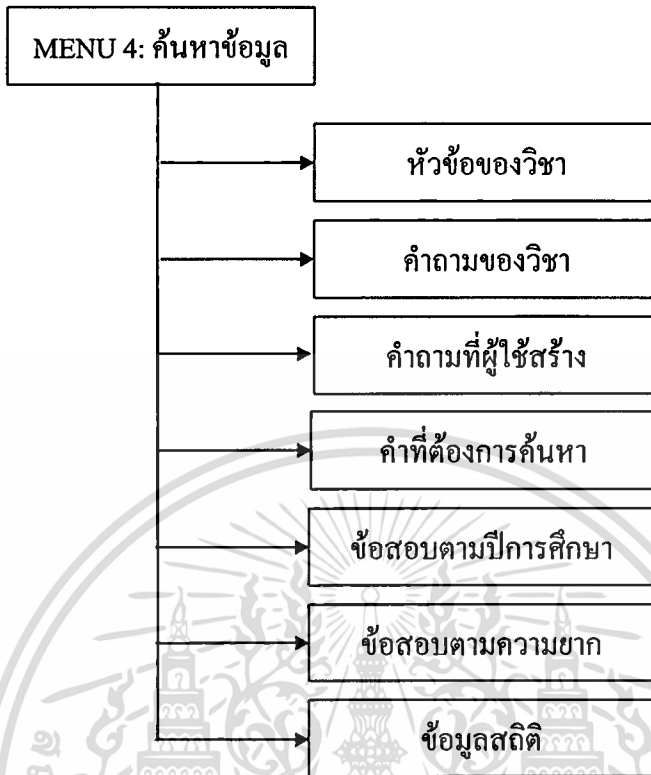 MENU 4: ค้นหาข้อมูล
หัวข้อของวิชา
คำถามของวิชา
คำถามที่ผู้ใช้สร้าง
คำที่ต้องการค้นหา
ข้อสอบตามปีการศึกษา
ข้อสอบตามความยาก
ข้อมูลสถิติ